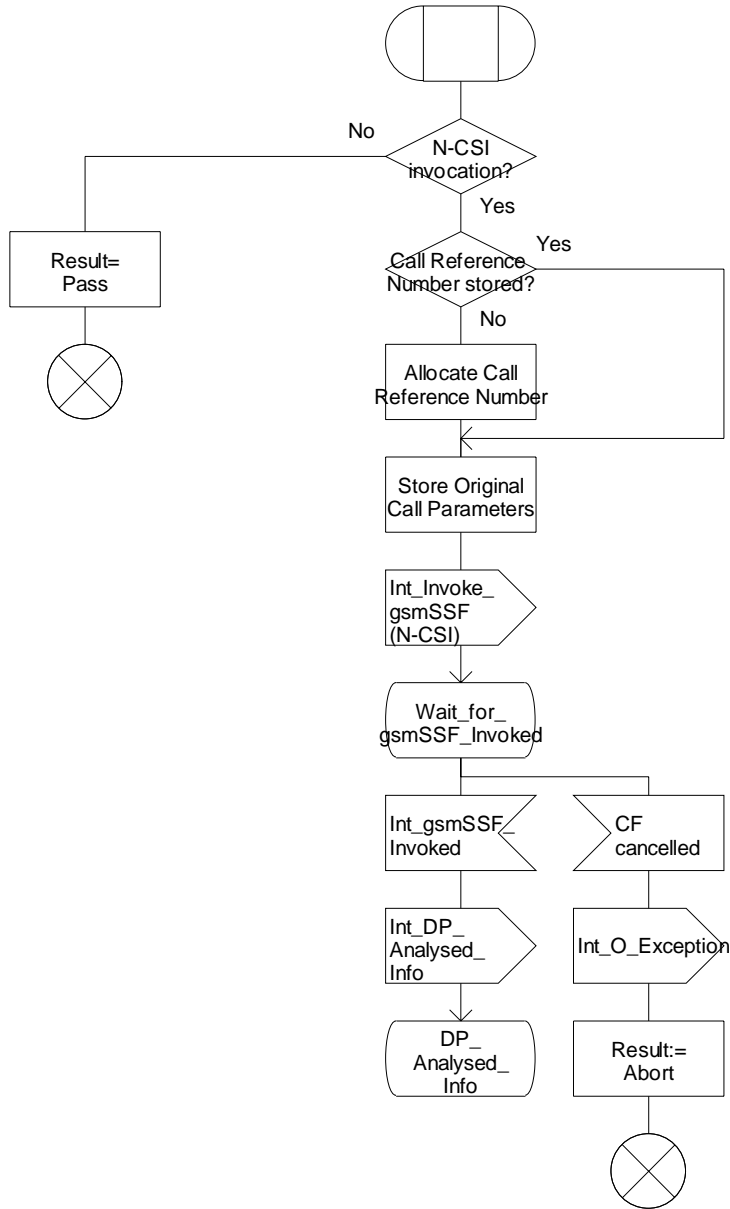 No
N-CSI
invocation?
Yes
Result=
Pass
Call Reference
Number stored?
Yes
No
Allocate Call
Reference Number
Store Original
Call Parameters
Int_Invoke_
gsmSSF
(N-CSI)
Wait_for_
gsmSSF_Invoked
Int_gsmSSF_
Invoked
CF
cancelled
Int_DP_
Analysed_
Info
Int_O_Exception
DP_
Analysed_
Info
Result:=
Abort